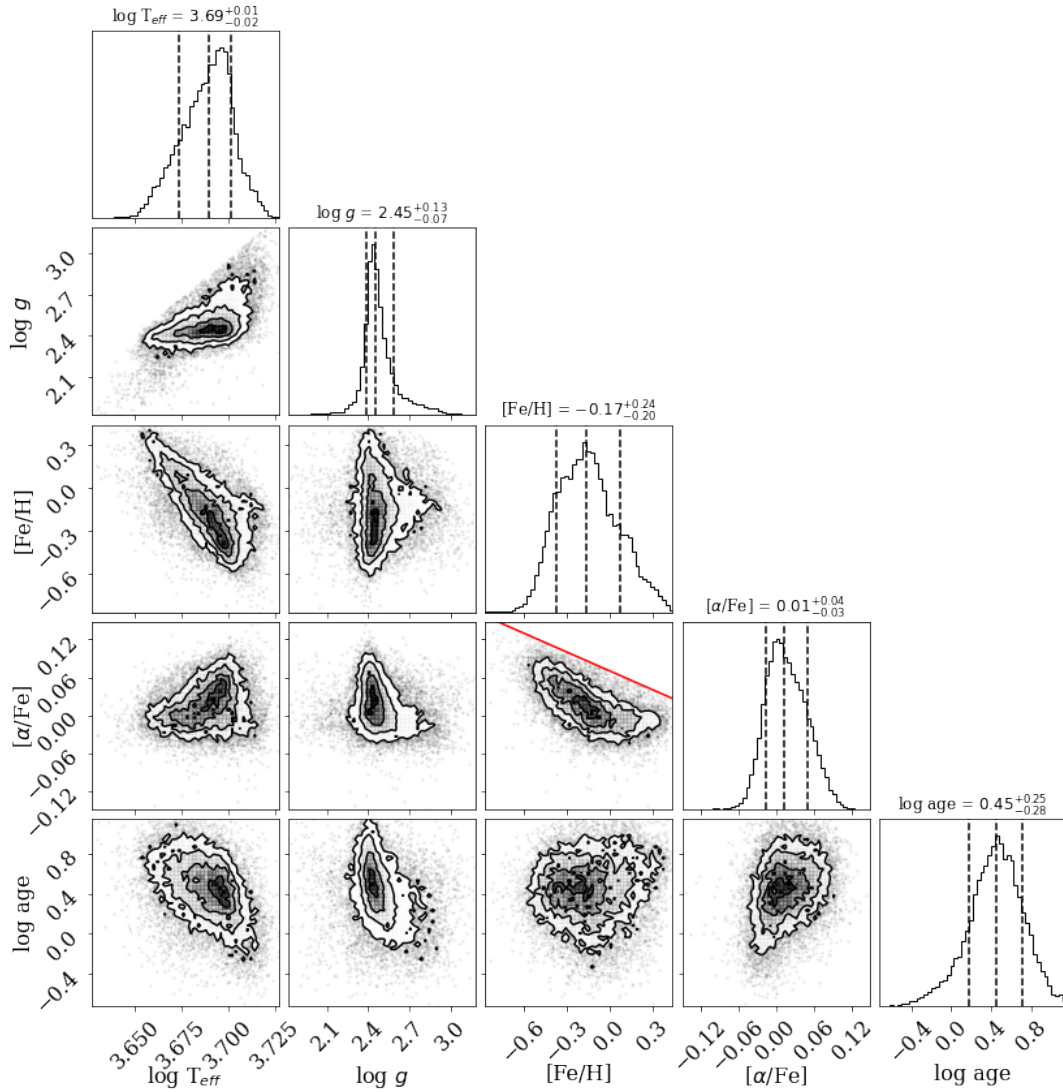 log T_eff = 3.69^{+0.01}_{−0.02}
log g = 2.45^{+0.13}_{−0.07}
log g
3.0
2.7
2.4
2.1
[Fe/H] = −0.17^{+0.24}_{−0.20}
[Fe/H]
0.3
0.0
−0.3
−0.6
[α/Fe] = 0.01^{+0.04}_{−0.03}
[α/Fe]
0.12
0.06
0.00
−0.06
−0.12
log age = 0.45^{+0.25}_{−0.28}
log age
0.8
0.4
0.0
−0.4
3.650 3.675 3.700 3.725
2.1 2.4 2.7 3.0
−0.6 −0.3 0.0 0.3
−0.12 −0.06 0.00 0.06 0.12
−0.4 0.0 0.4 0.8
log T_eff log g [Fe/H] [α/Fe] log age